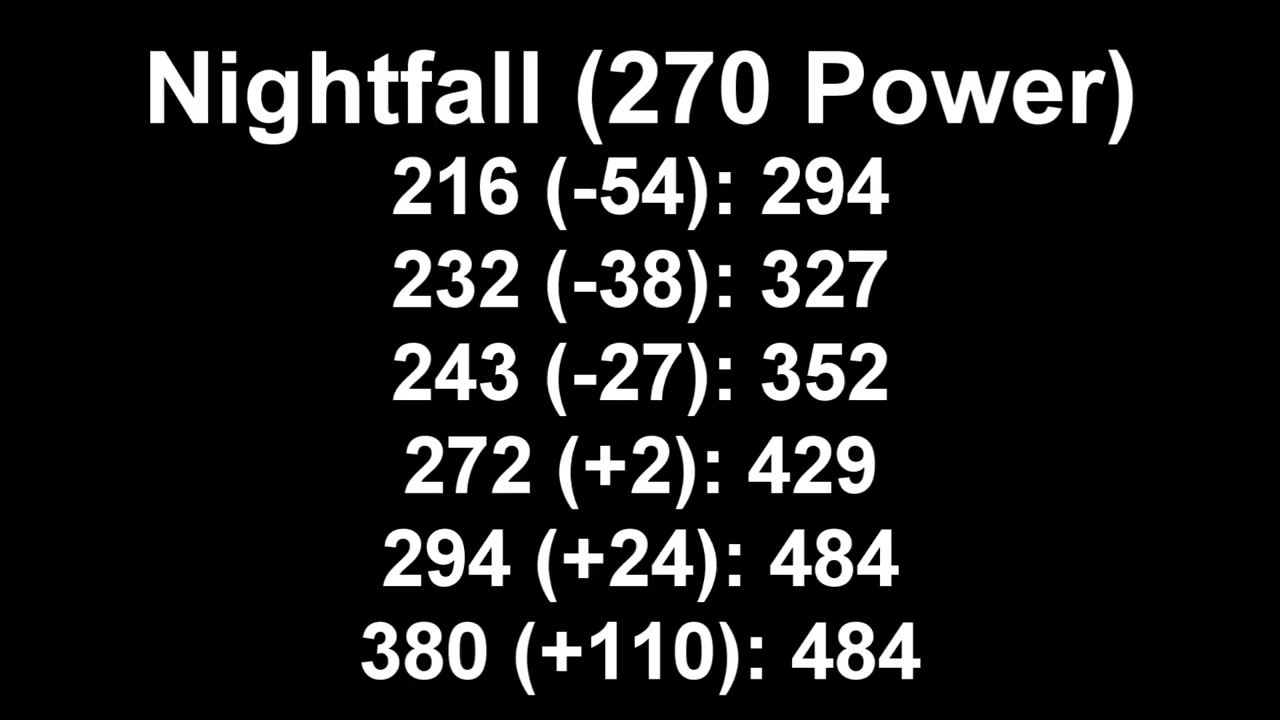 Nightfall (270 Power)
216 (-54): 294
232 (-38): 327
243 (-27): 352
272 (+2): 429
294 (+24): 484
380 (+110): 484